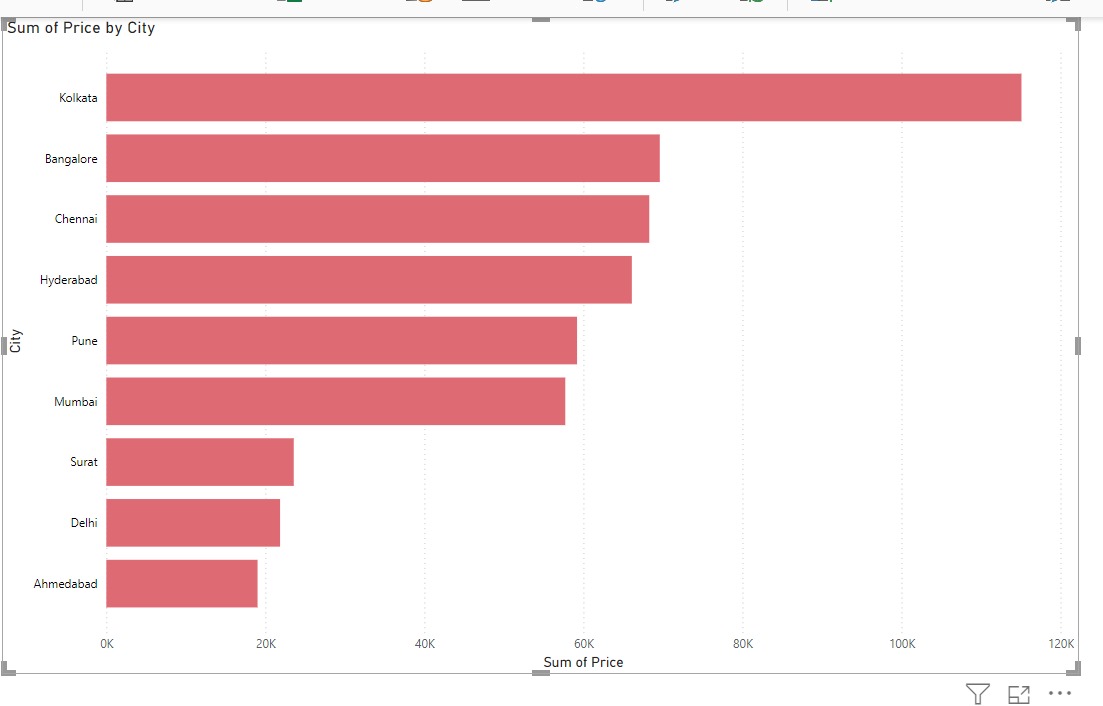 Sum of Price by City
Kolkata
Bangalore
Chennai
Hyderabad
Pune
Mumbai
Surat
Delhi
Ahmedabad
City
0K 20K 40K 60K 80K 100K 120K
Sum of Price